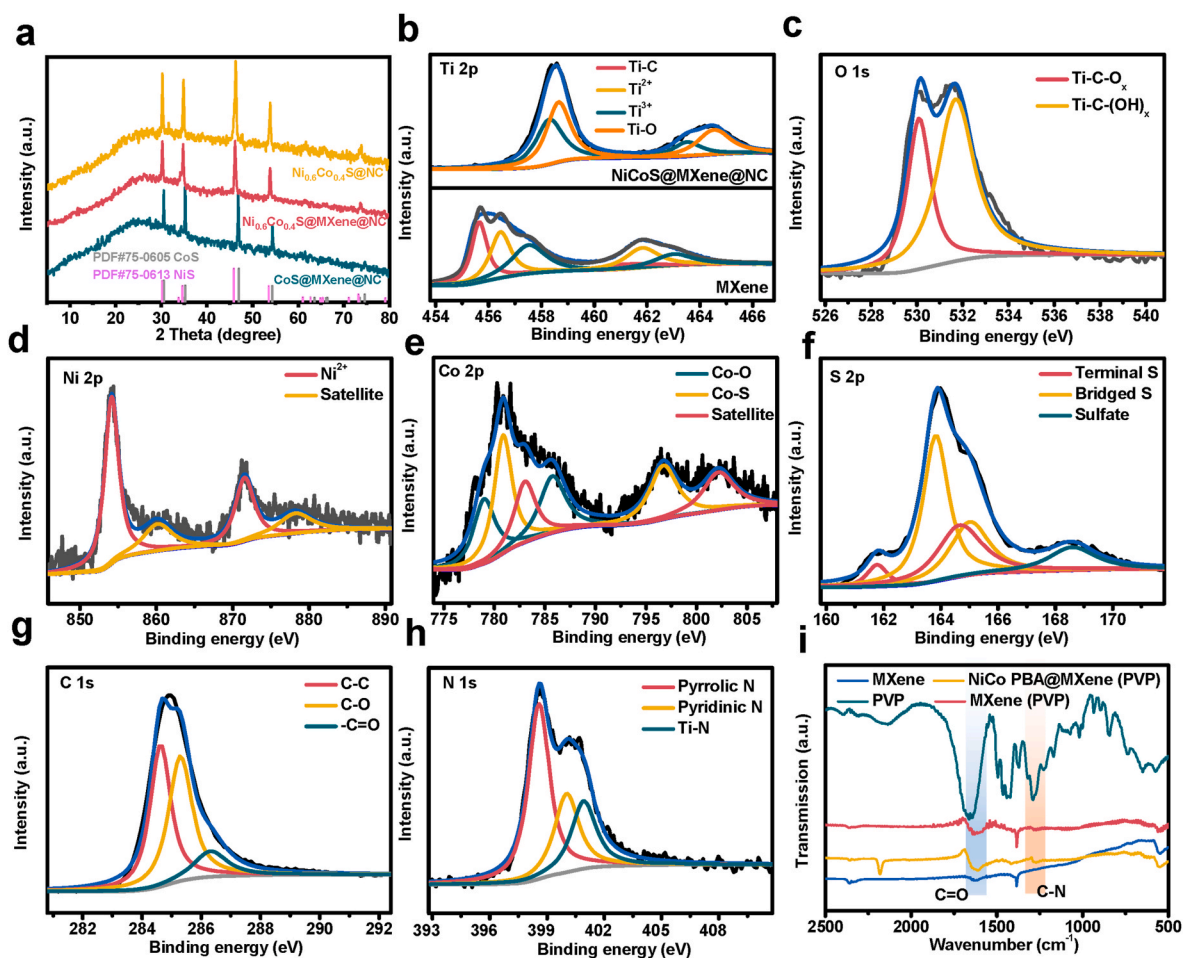 a
Intensity (a.u.)
Ni0.6Co0.4S@NC
Ni0.6Co0.4S@MXene@NC
PDF#75-0605 CoS
PDF#75-0613 NiS
CoS@MXene@NC
10 20 30 40 50 60 70 80
2 Theta (degree)
b
Ti 2p
Ti-C
Ti2+
Ti3+
Ti-O
NiCoS@MXene@NC
MXene
Intensity (a.u.)
454 456 458 460 462 464 466
Binding energy (eV)
c
O 1s
Ti-C-Ox
Ti-C-(OH)x
Intensity (a.u.)
526 528 530 532 534 536 538 540
Binding energy (eV)
d
Ni 2p
Ni2+
Satellite
Intensity (a.u.)
850 860 870 880 890
Binding energy (eV)
e
Co 2p
Co-O
Co-S
Satellite
Intensity (a.u.)
775 780 785 790 795 800 805
Binding energy (eV)
f
S 2p
Terminal S
Bridged S
Sulfate
Intensity (a.u.)
160 162 164 166 168 170
Binding energy (eV)
g
C 1s
C-C
C-O
-C=O
Intensity (a.u.)
282 284 286 288 290 292
Binding energy (eV)
h
N 1s
Pyrrolic N
Pyridinic N
Ti-N
Intensity (a.u.)
393 396 399 402 405 408
Binding energy (eV)
i
MXene NiCo PBA@MXene (PVP)
PVP MXene (PVP)
Transmission (a.u.)
C=O C-N
2500 2000 1500 1000 500
Wavenumber (cm-1)